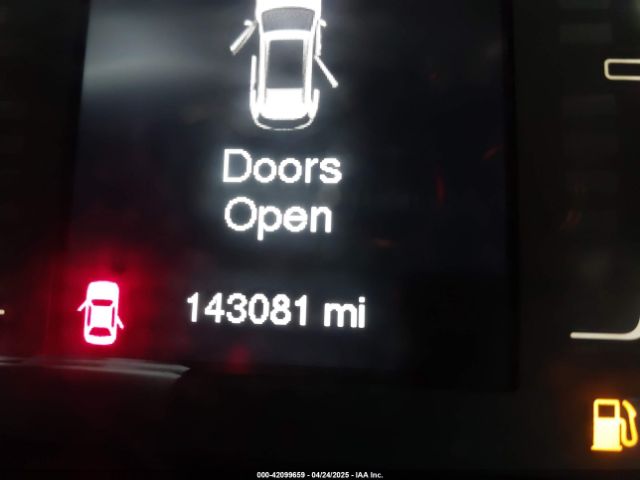 Doors
Open
143081 mi
000-42099659 - 04/24/2025 - IAA Inc.